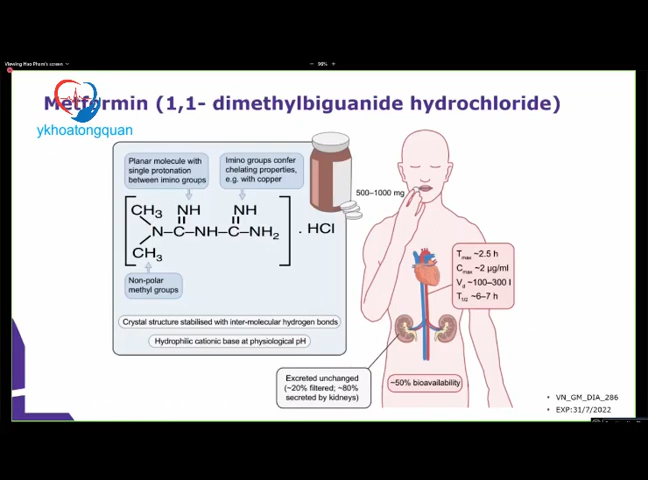 Viewing Hao Pham's screen
96%
Metformin (1,1- dimethylbiguanide hydrochloride)
ykhoatongquan
Planar molecule with
single protonation
between imino groups
Imino groups confer
chelating properties,
e.g. with copper
CH3 NH NH
N–C–NH–C–NH2 . HCl
CH3
Non-polar
methyl groups
Crystal structure stabilised with inter-molecular hydrogen bonds
Hydrophilic cationic base at physiological pH
500–1000 mg
Tmax ~2.5 h
Cmax ~2 µg/ml
Vd ~100–300 l
T1/2 ~6–7 h
Excreted unchanged
(~20% filtered; ~80%
secreted by kidneys)
~50% bioavailability
• VN_GM_DIA_286
• EXP:31/7/2022